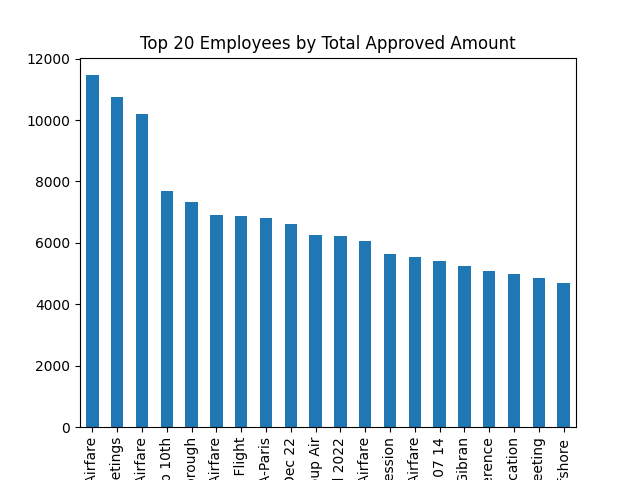 Top 20 Employees by Total Approved Amount
12000
10000
8000
6000
4000
2000
0
Airfare
etings
Airfare
10th
rough
Airfare
Flight
-Paris
Dec 22
up Air
2022
Airfare
ession
Airfare
07 14
Gibran
erence
cation
eeting
fshore